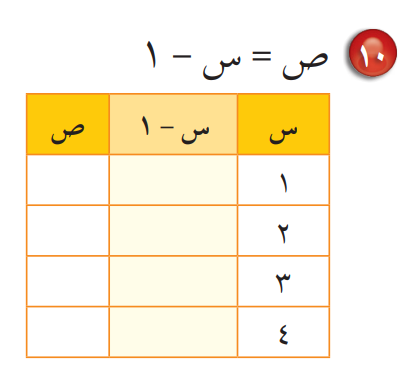 ١٠ ص = س – ١
س س – ١ ص
١
٢
٣
٤